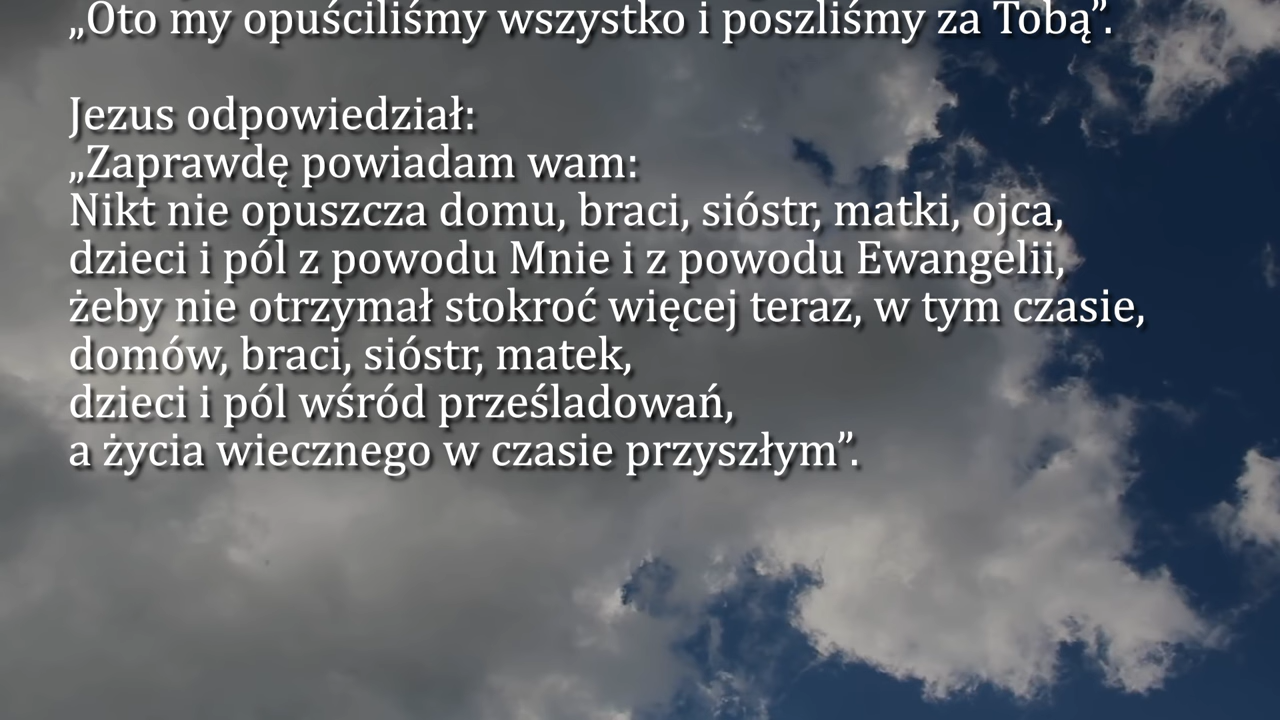 „Oto my opuściliśmy wszystko i poszliśmy za Tobą”.
Jezus odpowiedział:
„Zaprawdę powiadam wam:
Nikt nie opuszcza domu, braci, sióstr, matki, ojca,
dzieci i pól z powodu Mnie i z powodu Ewangelii,
żeby nie otrzymał stokroć więcej teraz, w tym czasie,
domów, braci, sióstr, matek,
dzieci i pól wśród prześladowań,
a życia wiecznego w czasie przyszłym”.